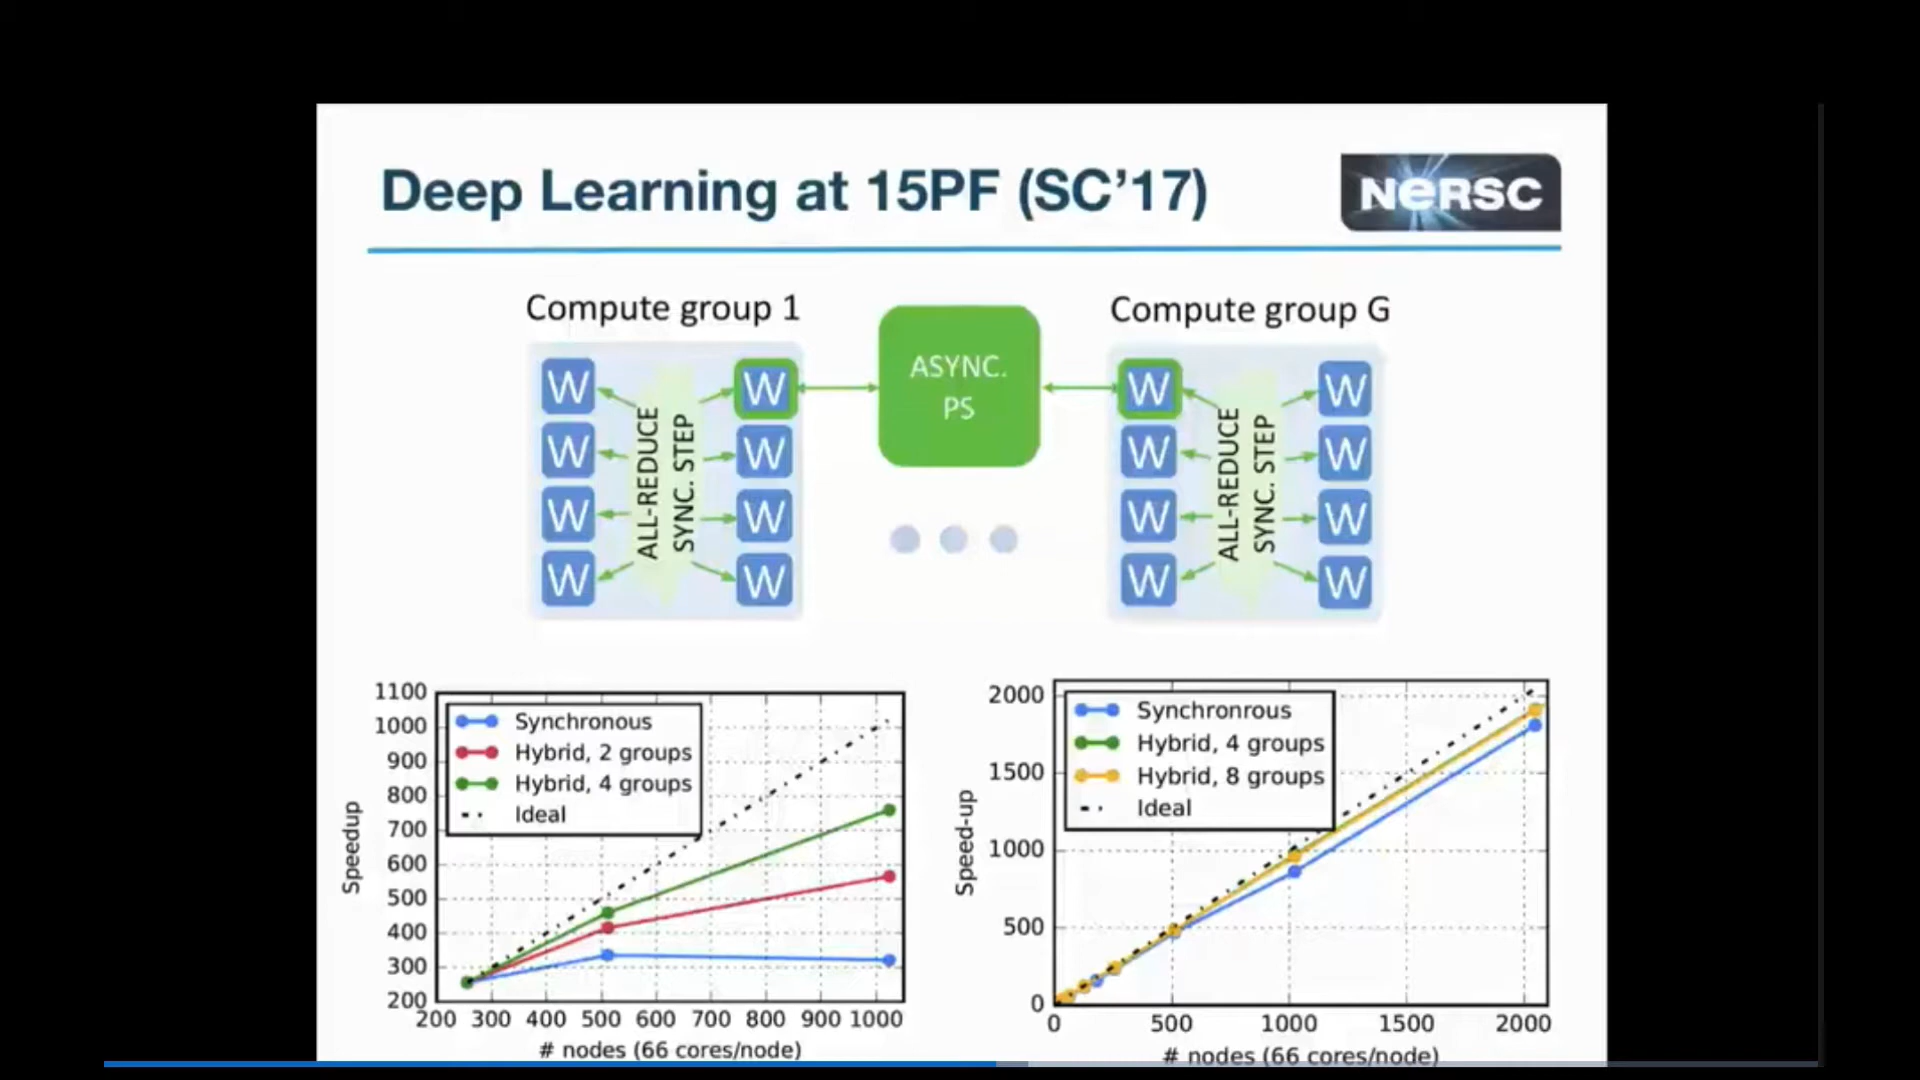 Deep Learning at 15PF (SC'17)
NERSC
Compute group 1
Compute group G
ASYNC.
PS
W
W
W
W
W
W
W
W
ALL-REDUCE
SYNC. STEP
W
W
W
W
W
W
W
W
ALL-REDUCE
SYNC. STEP
1100
1000
900
800
700
600
500
400
300
200
Speedup
Synchronous
Hybrid, 2 groups
Hybrid, 4 groups
Ideal
200 300 400 500 600 700 800 900 1000
# nodes (66 cores/node)
2000
1500
1000
500
0
Speed-up
Synchronrous
Hybrid, 4 groups
Hybrid, 8 groups
Ideal
0 500 1000 1500 2000
# nodes (66 cores/node)